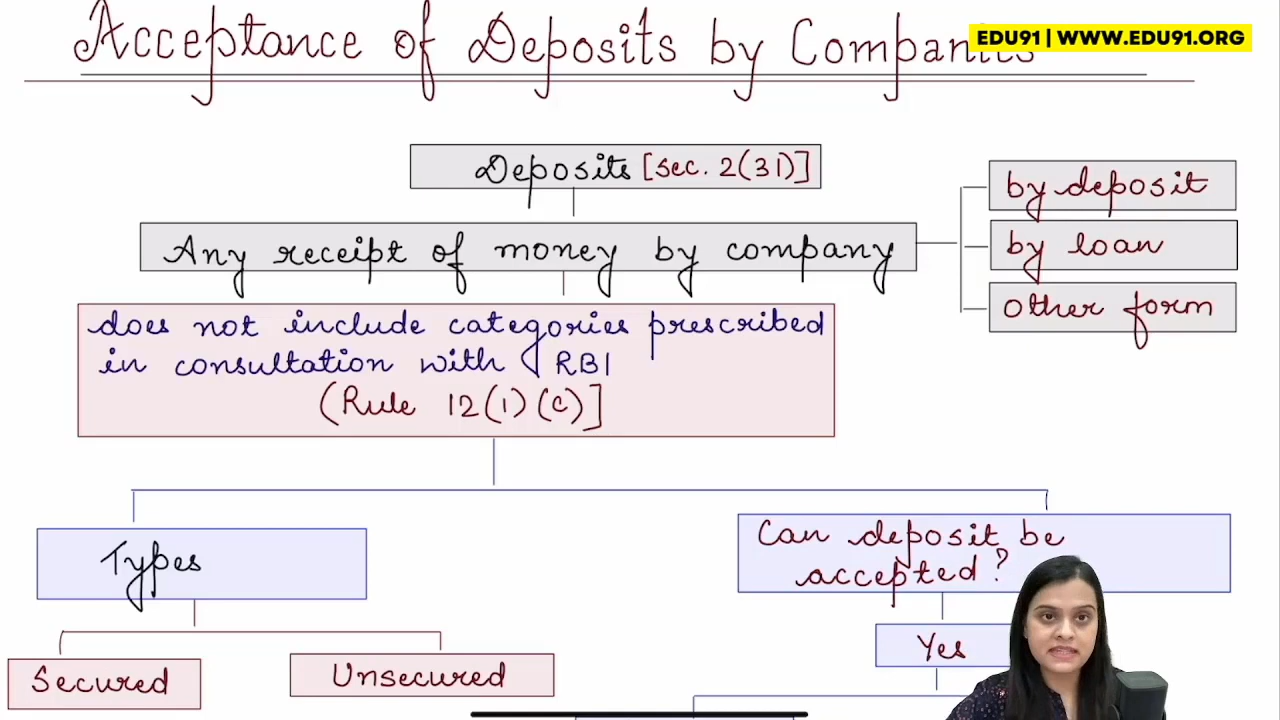 Acceptance of Deposits by Companies
EDU91 | WWW.EDU91.ORG
Deposits [sec. 2(31)]
Any receipt of money by company
by deposit
by loan
Other form
does not include categories prescribed
in consultation with RBI
(Rule 12(1)(c)]
Types
Can deposit be
accepted?
Secured
Unsecured
Yes